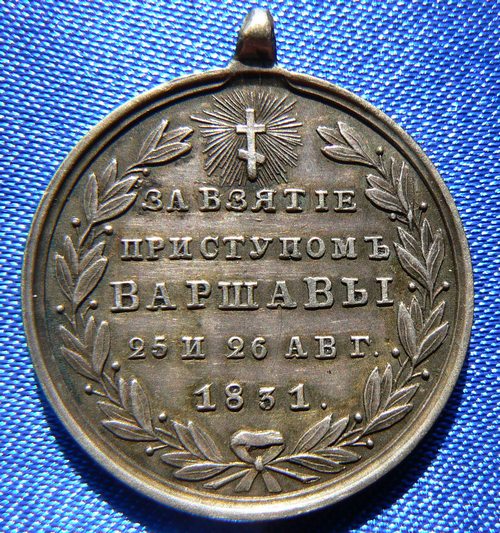 ЗА ВЗЯТІЕ
ПРИСТУПОМЪ
ВАРШАВЫ
25 И 26 АВГ.
1831.